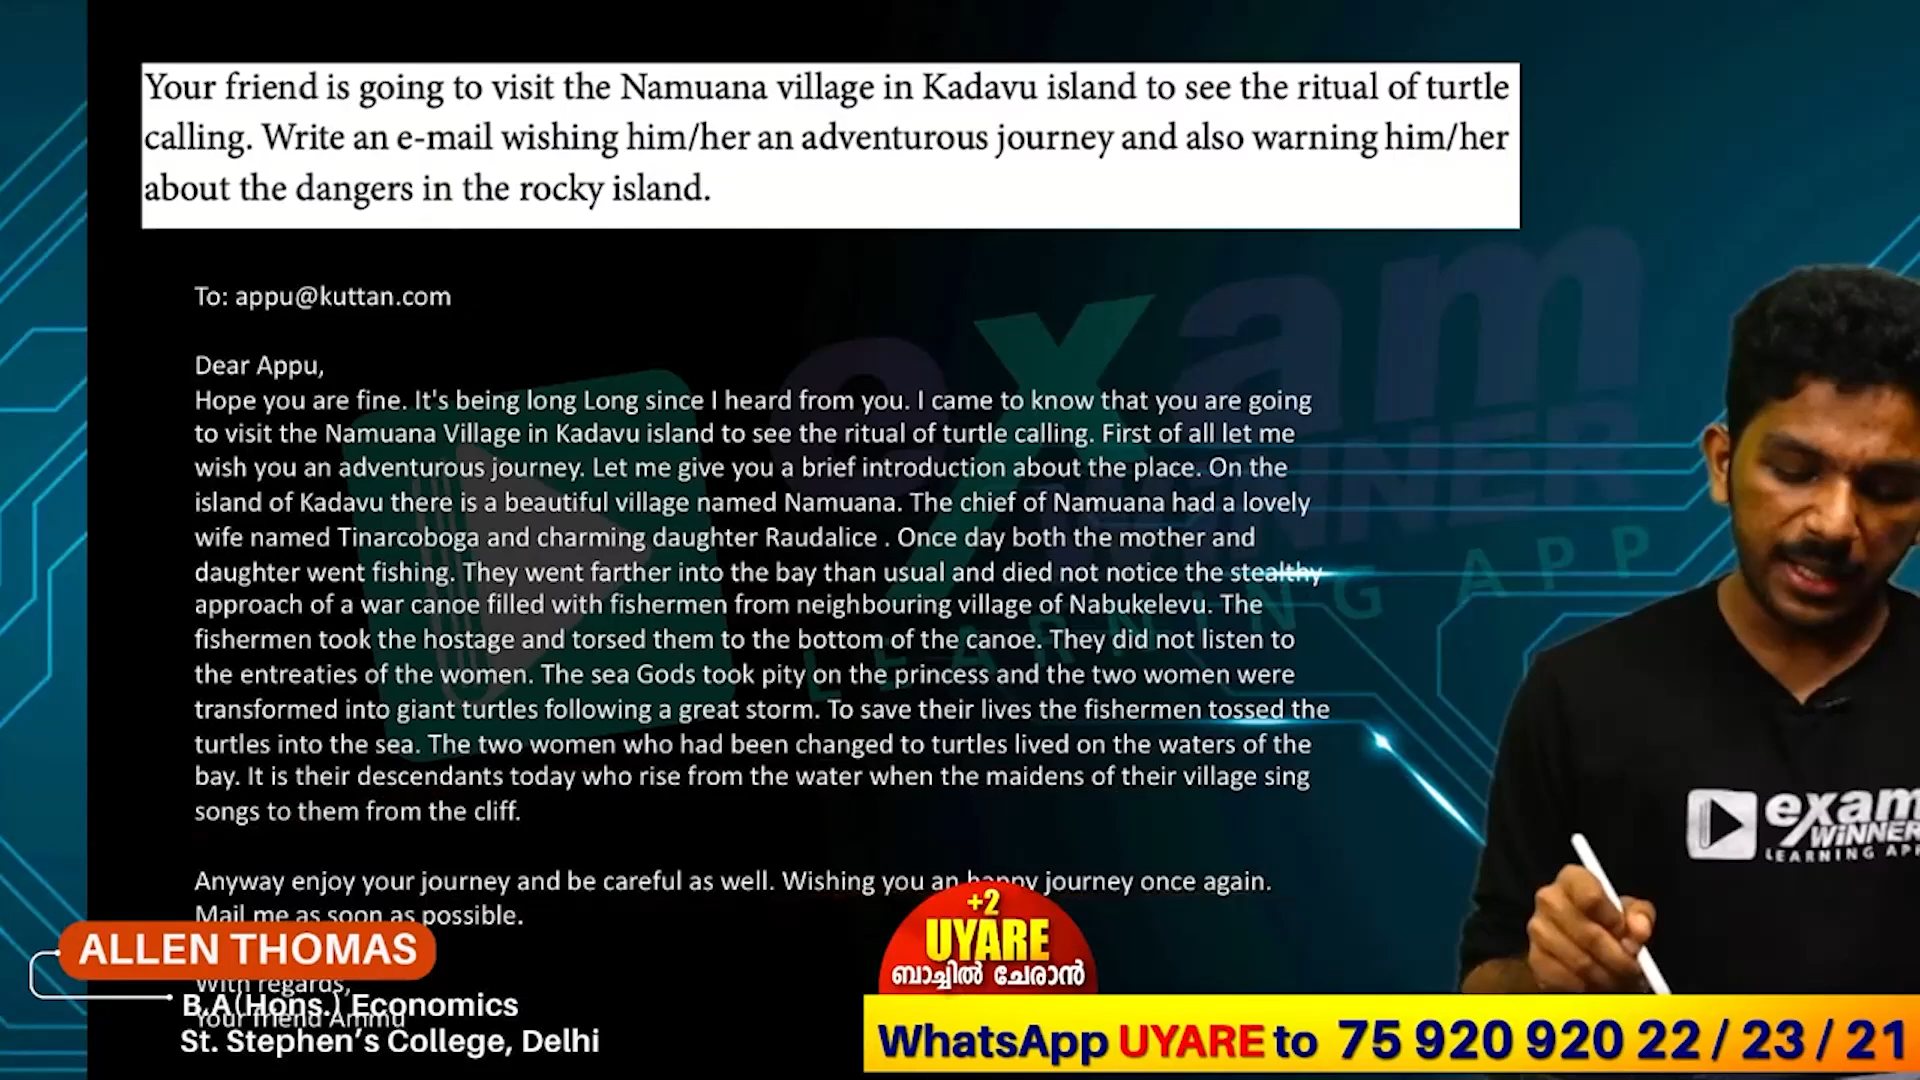 Your friend is going to visit the Namuana village in Kadavu island to see the ritual of turtle
calling. Write an e-mail wishing him/her an adventurous journey and also warning him/her
about the dangers in the rocky island.
To: appu@kuttan.com
Dear Appu,
Hope you are fine. It's being long Long since I heard from you. I came to know that you are going
to visit the Namuana Village in Kadavu island to see the ritual of turtle calling. First of all let me
wish you an adventurous journey. Let me give you a brief introduction about the place. On the
island of Kadavu there is a beautiful village named Namuana. The chief of Namuana had a lovely
wife named Tinarcoboga and charming daughter Raudalice . Once day both the mother and
daughter went fishing. They went farther into the bay than usual and died not notice the stealthy
approach of a war canoe filled with fishermen from neighbouring village of Nabukelevu. The
fishermen took the hostage and torsed them to the bottom of the canoe. They did not listen to
the entreaties of the women. The sea Gods took pity on the princess and the two women were
transformed into giant turtles following a great storm. To save their lives the fishermen tossed the
turtles into the sea. The two women who had been changed to turtles lived on the waters of the
bay. It is their descendants today who rise from the water when the maidens of their village sing
songs to them from the cliff.
Anyway enjoy your journey and be careful as well. Wishing you an happy journey once again.
Mail me as soon as possible.
With regards,
Your friend Ammu
ALLEN THOMAS
B.A(Hons.) Economics
St. Stephen's College, Delhi
+2
UYARE
ബാച്ചിൽ ചേരാൻ
WhatsApp UYARE to 75 920 920 22 / 23 / 21
exam
WINNER
LEARNING APP
exam
WINNER
LEARNING APP